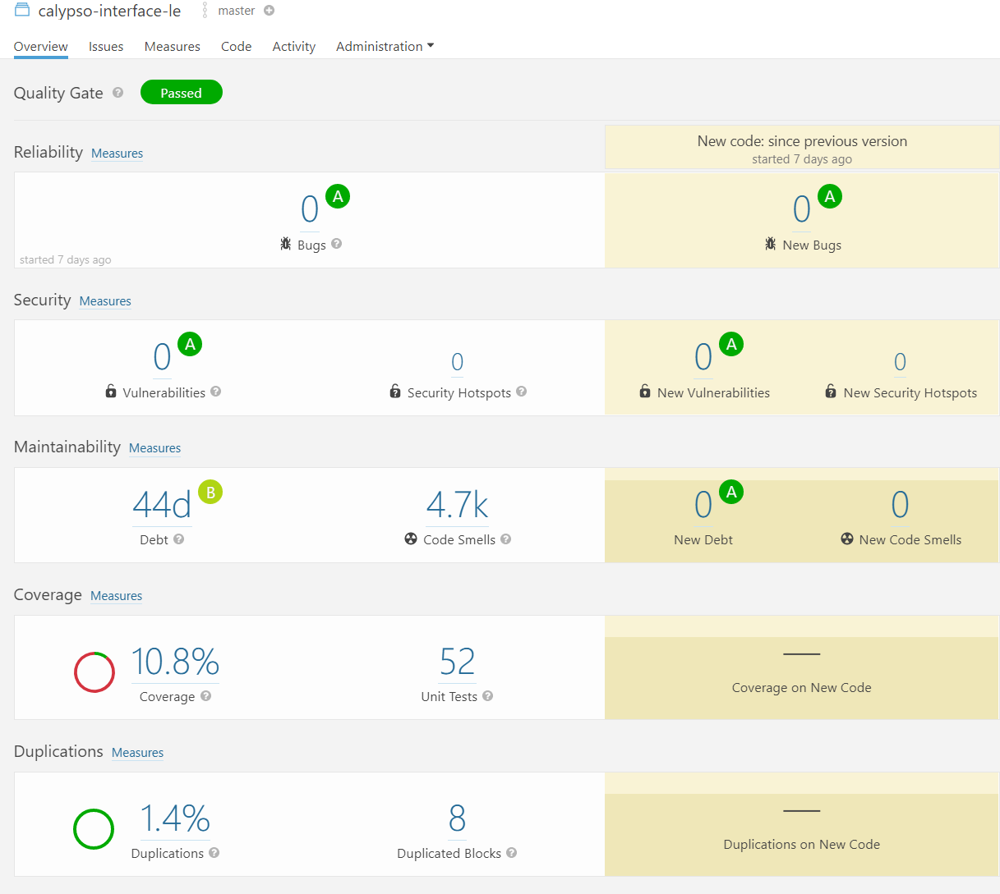 calypso-interface-le master
Overview Issues Measures Code Activity Administration
Quality Gate ? Passed
New code: since previous version
started 7 days ago
Reliability Measures
0 A
Bugs ?
started 7 days ago
0 A
New Bugs
Security Measures
0 A
Vulnerabilities ?
0
Security Hotspots ?
0 A
New Vulnerabilities
0
New Security Hotspots
Maintainability Measures
44d B
Debt ?
4.7k
Code Smells ?
0 A
New Debt
0
New Code Smells
Coverage Measures
10.8%
Coverage ?
52
Unit Tests ?
—
Coverage on New Code
Duplications Measures
1.4%
Duplications ?
8
Duplicated Blocks ?
—
Duplications on New Code